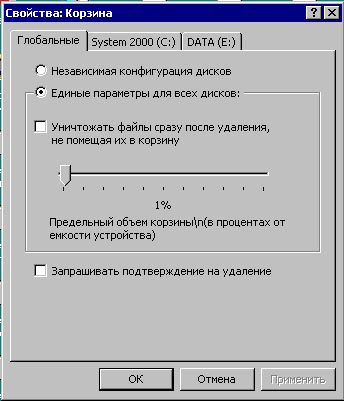 Свойства: Корзина
Глобальные System 2000 (C:) DATA (E:)
Независимая конфигурация дисков
Единые параметры для всех дисков:
Уничтожать файлы сразу после удаления,
не помещая их в корзину
1%
Предельный объем корзины\n(в процентах от
емкости устройства)
Запрашивать подтверждение на удаление
OK Отмена Применить